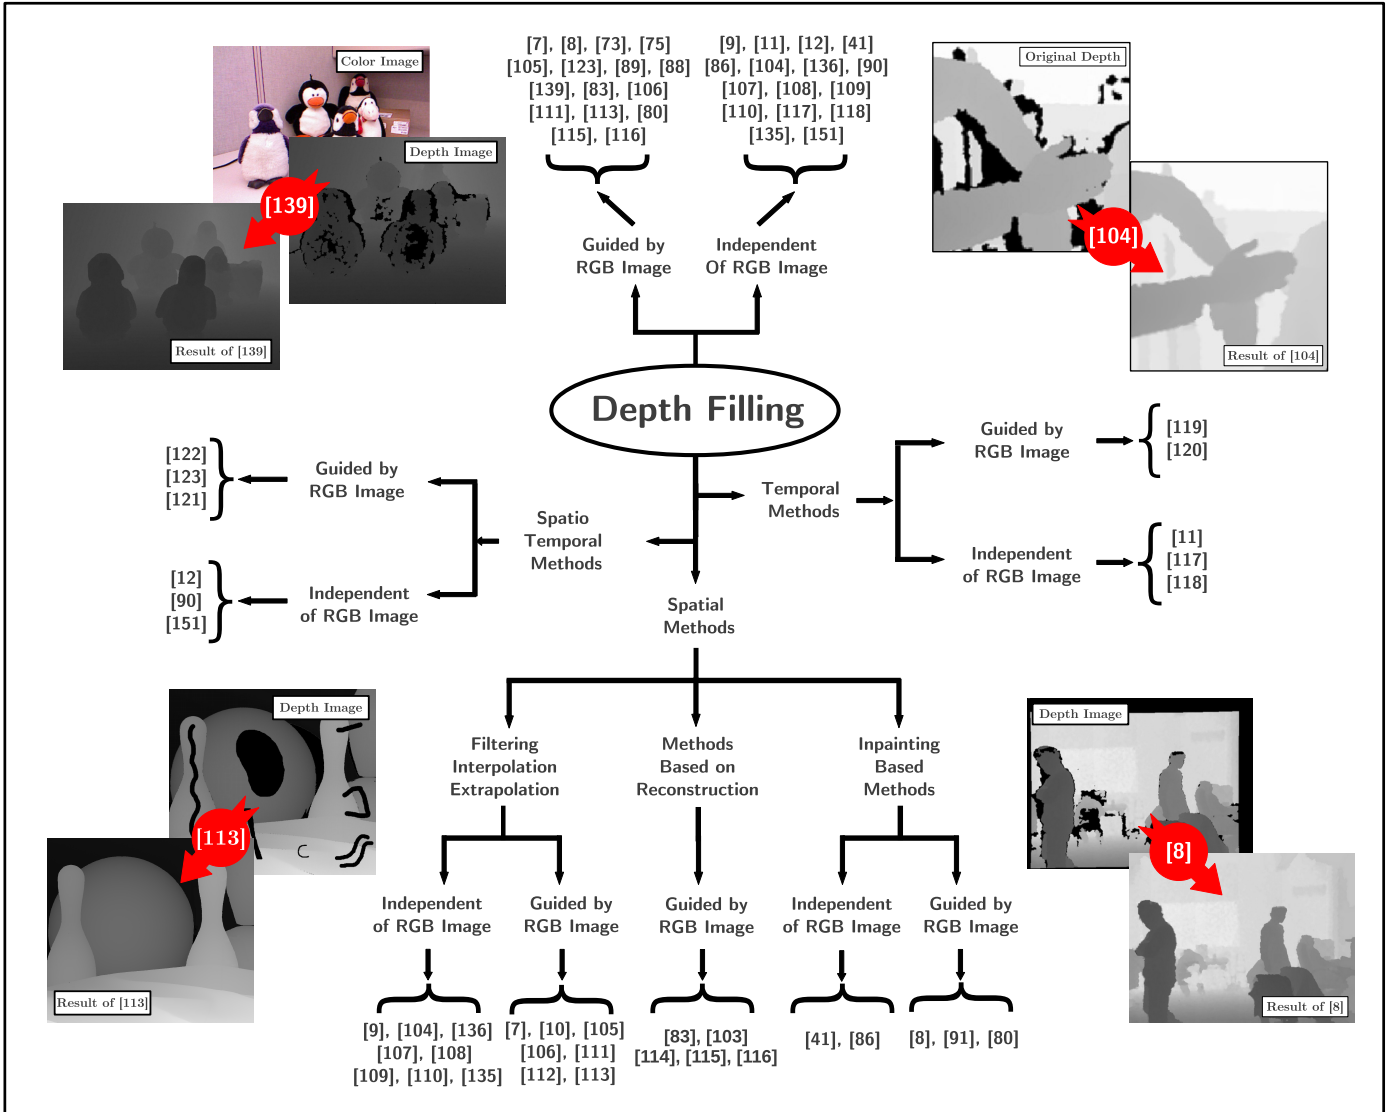 Color Image
Depth Image
[139]
Result of [139]
[7], [8], [73], [75]
[105], [123], [89], [88]
[139], [83], [106]
[111], [113], [80]
[115], [116]
[9], [11], [12], [41]
[86], [104], [136], [90]
[107], [108], [109]
[110], [117], [118]
[135], [151]
Guided by
RGB Image
Independent
Of RGB Image
Original Depth
[104]
Result of [104]
Depth Filling
[122]
[123]
[121]
Guided by
RGB Image
[12]
[90]
[151]
Independent
of RGB Image
Spatio
Temporal
Methods
Temporal
Methods
Guided by
RGB Image
[119]
[120]
Independent
of RGB Image
[11]
[117]
[118]
Spatial
Methods
Filtering
Interpolation
Extrapolation
Methods
Based on
Reconstruction
Inpainting
Based
Methods
Depth Image
[113]
Result of [113]
Depth Image
[8]
Result of [8]
Independent
of RGB Image
Guided by
RGB Image
Guided by
RGB Image
Independent
of RGB Image
Guided by
RGB Image
[9], [104], [136]
[107], [108]
[109], [110], [135]
[7], [10], [105]
[106], [111]
[112], [113]
[83], [103]
[114], [115], [116]
[41], [86]
[8], [91], [80]